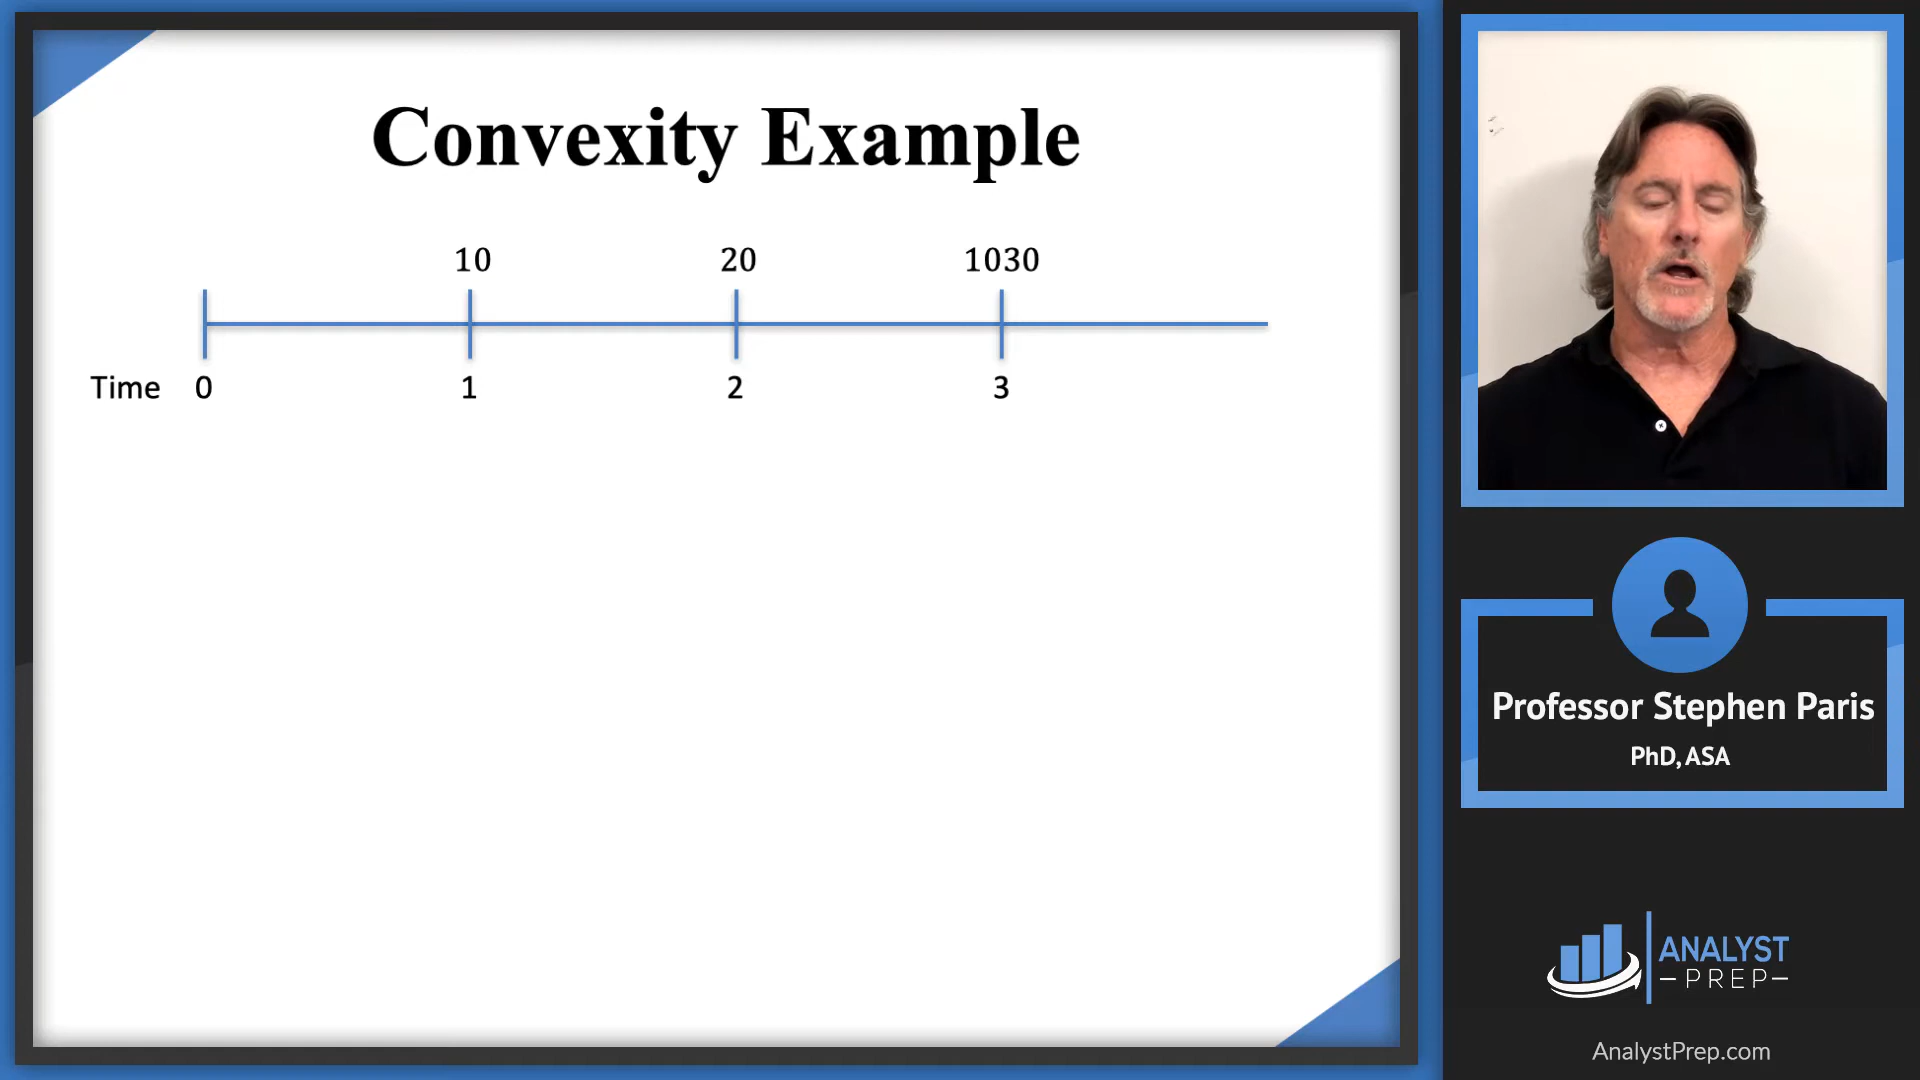 Convexity Example
10 20 1030
Time 0 1 2 3
Professor Stephen Paris
PhD, ASA
ANALYST
PREP
AnalystPrep.com